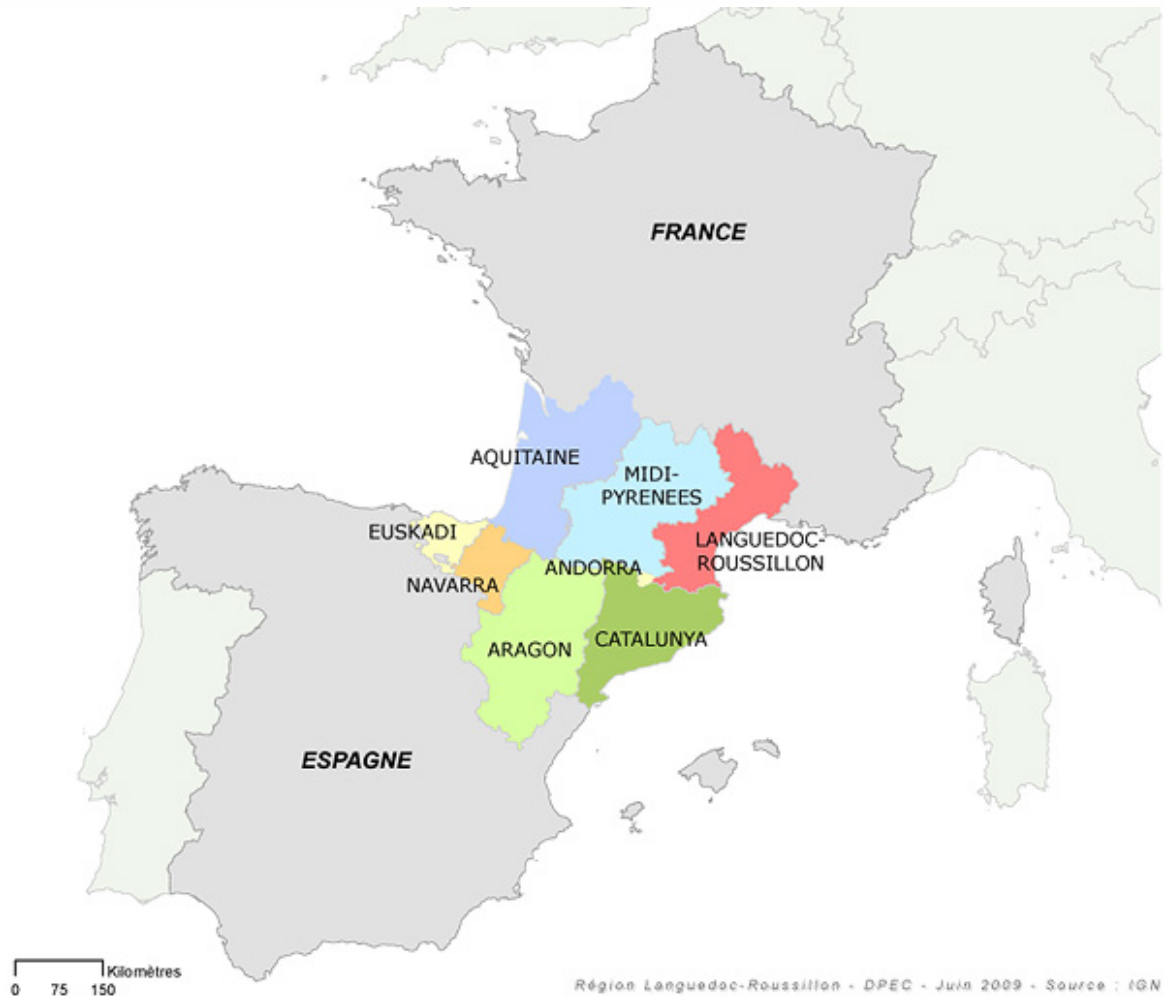 FRANCE
AQUITAINE
MIDI-
PYRENEES
EUSKADI
LANGUEDOC-
ROUSSILLON
ANDORRA
NAVARRA
ARAGON
CATALUNYA
ESPAGNE
Kilomètres
0 75 150
Région Languedoc-Roussillon - DPEC - Juin 2009 - Source : IGN